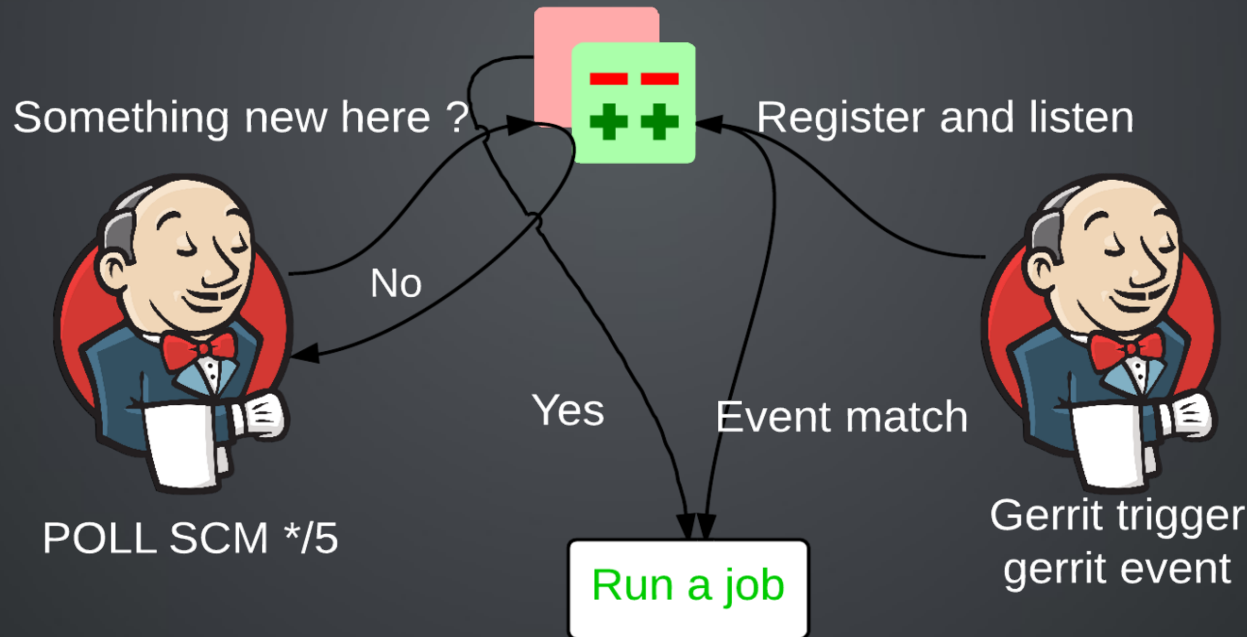 Something new here ?
Register and listen
No
Yes
Event match
POLL SCM */5
Gerrit trigger
gerrit event
Run a job